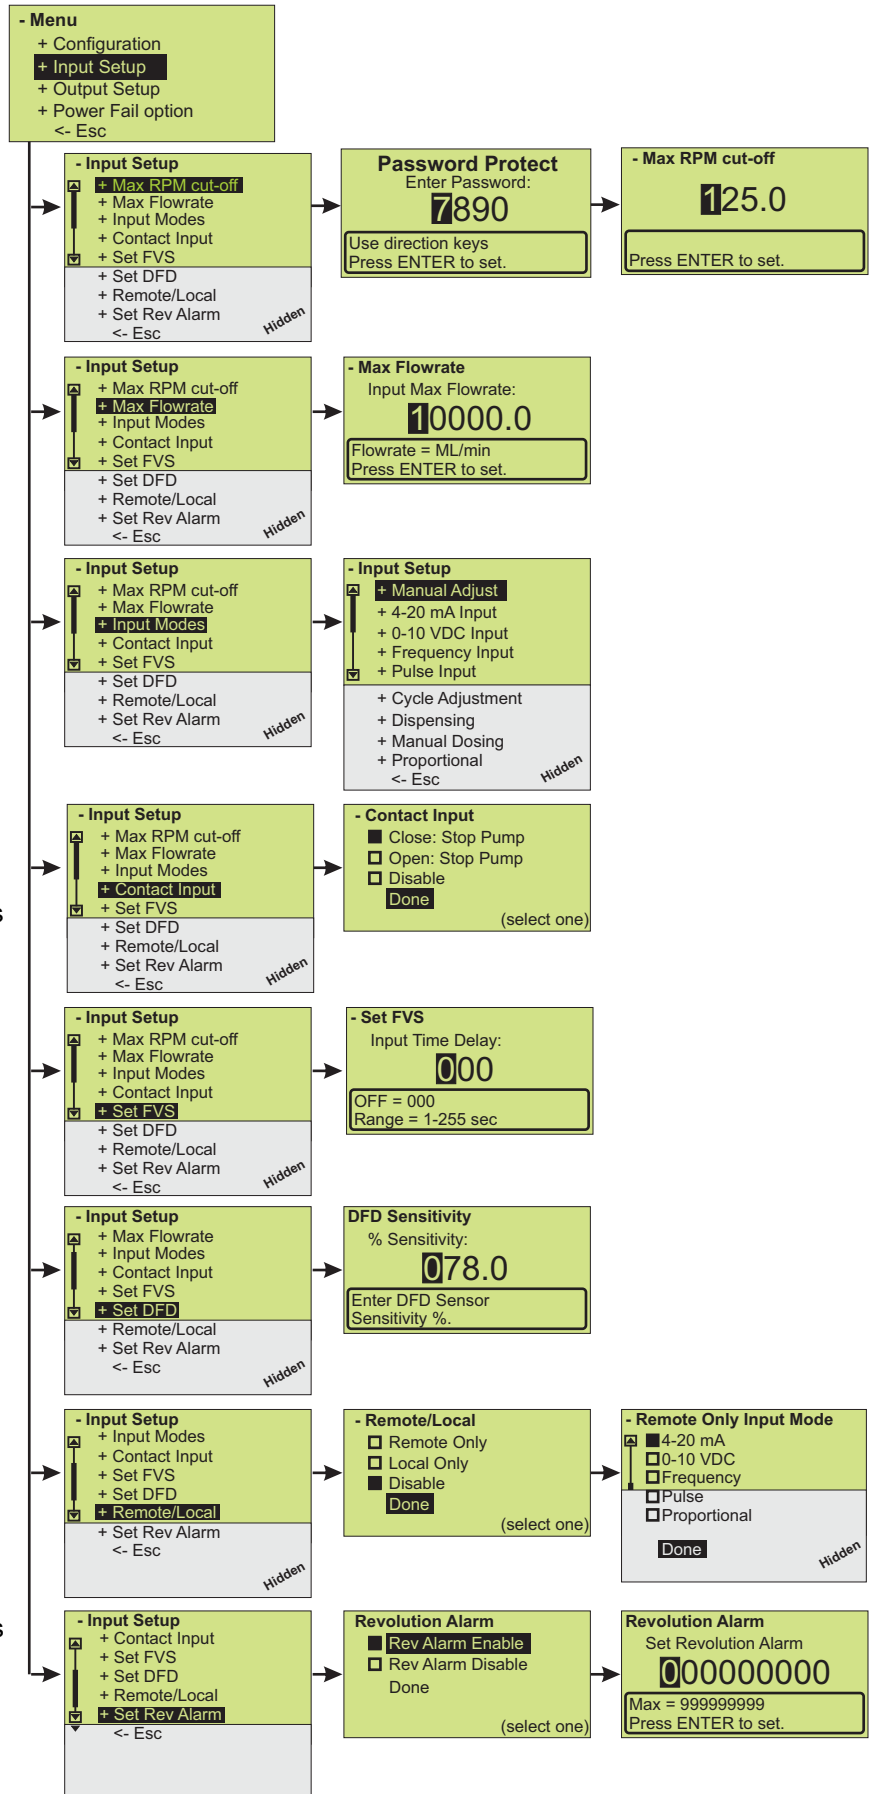 - Menu
+ Configuration
+ Input Setup
+ Output Setup
+ Power Fail option
<- Esc
- Input Setup
+ Max RPM cut-off
+ Max Flowrate
+ Input Modes
+ Contact Input
+ Set FVS
+ Set DFD
+ Remote/Local
+ Set Rev Alarm
<- Esc
Hidden
Password Protect
Enter Password:
7890
Use direction keys
Press ENTER to set.
- Max RPM cut-off
125.0
Press ENTER to set.
- Input Setup
+ Max RPM cut-off
+ Max Flowrate
+ Input Modes
+ Contact Input
+ Set FVS
+ Set DFD
+ Remote/Local
+ Set Rev Alarm
<- Esc
Hidden
- Max Flowrate
Input Max Flowrate:
10000.0
Flowrate = ML/min
Press ENTER to set.
- Input Setup
+ Max RPM cut-off
+ Max Flowrate
+ Input Modes
+ Contact Input
+ Set FVS
+ Set DFD
+ Remote/Local
+ Set Rev Alarm
<- Esc
Hidden
- Input Setup
+ Manual Adjust
+ 4-20 mA Input
+ 0-10 VDC Input
+ Frequency Input
+ Pulse Input
+ Cycle Adjustment
+ Dispensing
+ Manual Dosing
+ Proportional
<- Esc
Hidden
- Input Setup
+ Max RPM cut-off
+ Max Flowrate
+ Input Modes
+ Contact Input
+ Set FVS
+ Set DFD
+ Remote/Local
+ Set Rev Alarm
<- Esc
Hidden
- Contact Input
Close: Stop Pump
Open: Stop Pump
Disable
Done
(select one)
s
- Input Setup
+ Max RPM cut-off
+ Max Flowrate
+ Input Modes
+ Contact Input
+ Set FVS
+ Set DFD
+ Remote/Local
+ Set Rev Alarm
<- Esc
Hidden
- Set FVS
Input Time Delay:
000
OFF = 000
Range = 1-255 sec
- Input Setup
+ Max Flowrate
+ Input Modes
+ Contact Input
+ Set FVS
+ Set DFD
+ Remote/Local
+ Set Rev Alarm
<- Esc
Hidden
DFD Sensitivity
% Sensitivity:
078.0
Enter DFD Sensor
Sensitivity %.
- Input Setup
+ Input Modes
+ Contact Input
+ Set FVS
+ Set DFD
+ Remote/Local
+ Set Rev Alarm
<- Esc
Hidden
- Remote/Local
Remote Only
Local Only
Disable
Done
(select one)
- Remote Only Input Mode
4-20 mA
0-10 VDC
Frequency
Pulse
Proportional
Done
Hidden
s
- Input Setup
+ Contact Input
+ Set FVS
+ Set DFD
+ Remote/Local
+ Set Rev Alarm
<- Esc
Revolution Alarm
Rev Alarm Enable
Rev Alarm Disable
Done
(select one)
Revolution Alarm
Set Revolution Alarm
000000000
Max = 999999999
Press ENTER to set.